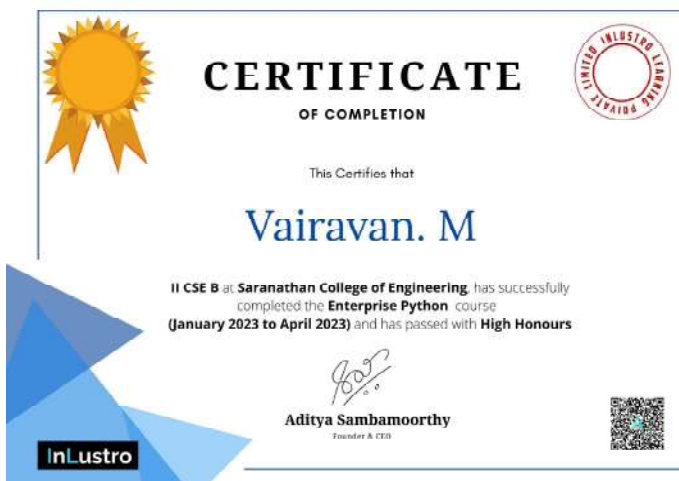 CERTIFICATE
OF COMPLETION
INLUSTRO LEARNING PRIVATE LIMITED
This Certifies that
Vairavan. M
II CSE B at Saranathan College of Engineering, has successfully
completed the Enterprise Python course
(January 2023 to April 2023) and has passed with High Honours
Aditya Sambamoorthy
Founder & CEO
InLustro